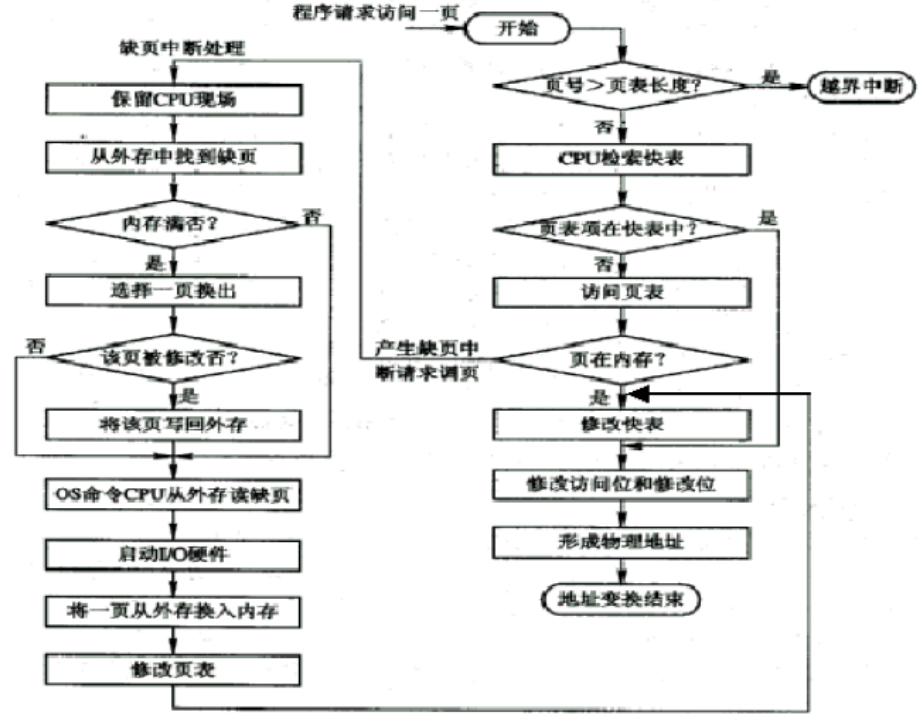 程序请求访问一页
开始
缺页中断处理
页号＞页表长度？
是
越界中断
保留CPU现场
否
从外存中找到缺页
CPU检索快表
内存满否？
否
页表项在快表中？
是
是
否
选择一页换出
访问页表
否
该页被修改否？
产生缺页中
断请求调页
页在内存？
是
是
将该页写回外存
修改快表
OS命令CPU从外存读缺页
修改访问位和修改位
启动I/O硬件
形成物理地址
将一页从外存换入内存
地址变换结束
修改页表